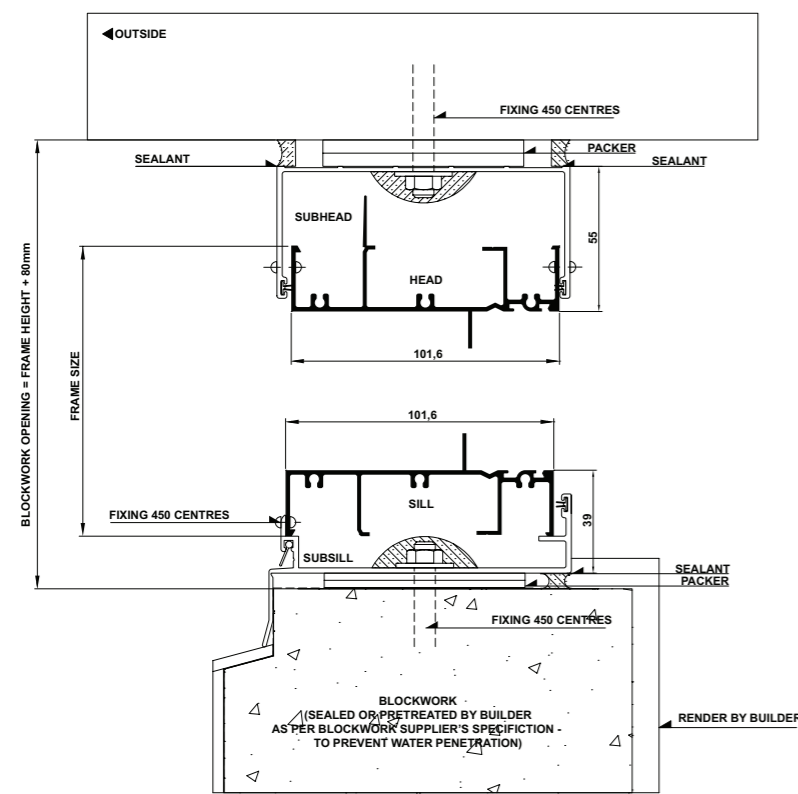 OUTSIDE
FIXING 450 CENTRES
PACKER
SEALANT
SEALANT
SUBHEAD
55
HEAD
BLOCKWORK OPENING = FRAME HEIGHT + 80mm
FRAME SIZE
101,6
101,6
SILL
39
FIXING 450 CENTRES
SUBSILL
SEALANT
PACKER
FIXING 450 CENTRES
BLOCKWORK
(SEALED OR PRETREATED BY BUILDER
AS PER BLOCKWORK SUPPLIER'S SPECIFICTION -
TO PREVENT WATER PENETRATION)
RENDER BY BUILDER